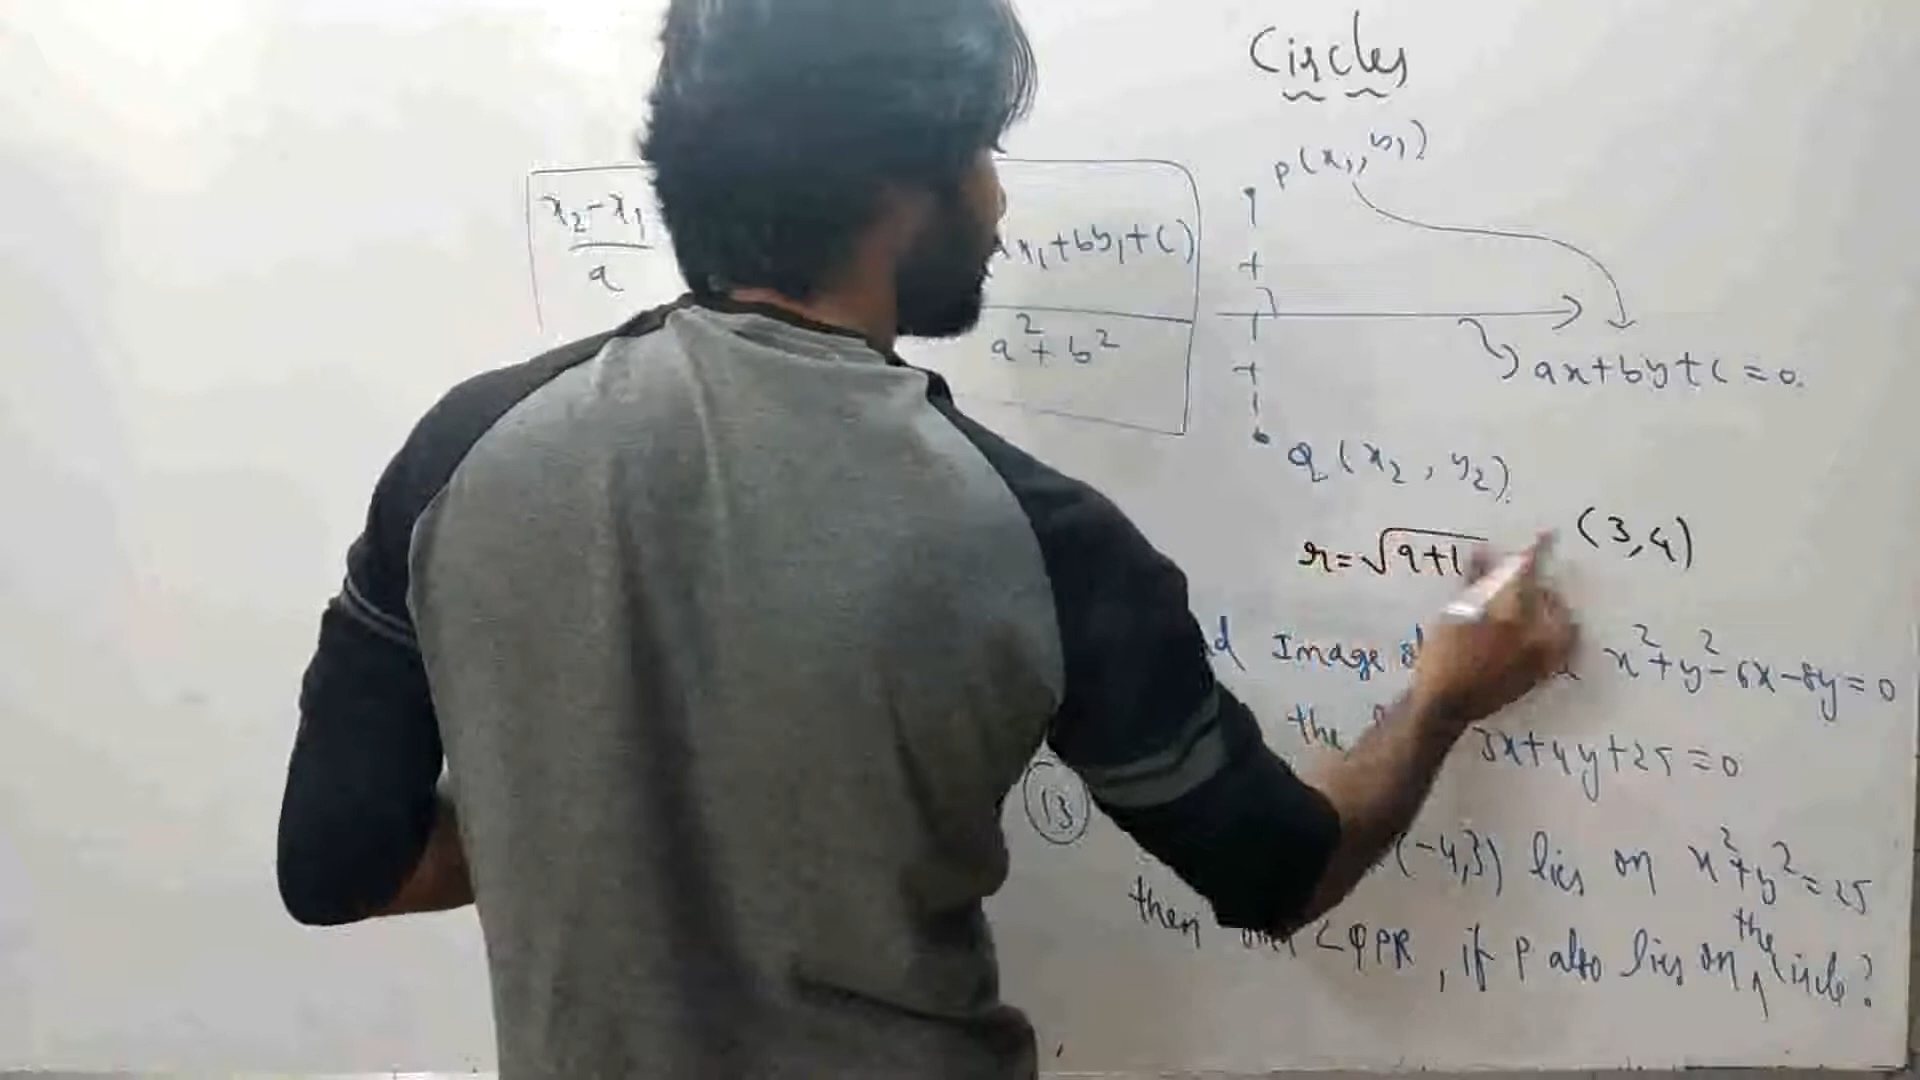 Circles
P(x₁, y₁)
x₂-x₁/a
x₁+by₁+c)
a²+b²
ax+by+c=0.
Q(x₂, y₂).
r=√9+1
(3,4)
Image
x²+y²-6x-8y=0
the
3x+4y+25=0
13
(-4,3) lies on x²+y²=25
then ∠QPR, if P also lies on the circle?